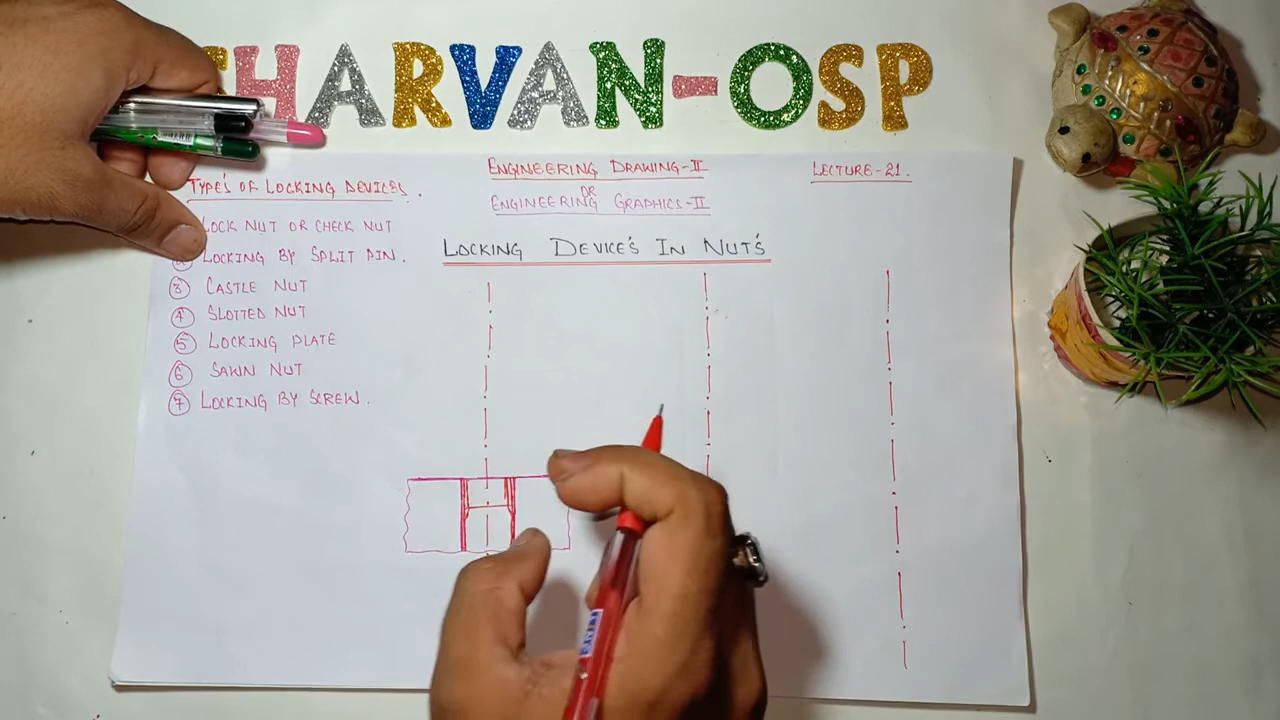 HARVAN-OSP
ENGINEERING DRAWING-II
OR
ENGINEERING GRAPHICS-II
LECTURE-21.
LOCKING DEVICE'S IN NUT'S
TYPE'S OF LOCKING DEVICES.
LOCK NUT OR CHECK NUT
LOCKING BY SPLIT PIN.
3 CASTLE NUT
4 SLOTTED NUT
5 LOCKING PLATE
6 SAWN NUT
7 LOCKING BY SCREW.